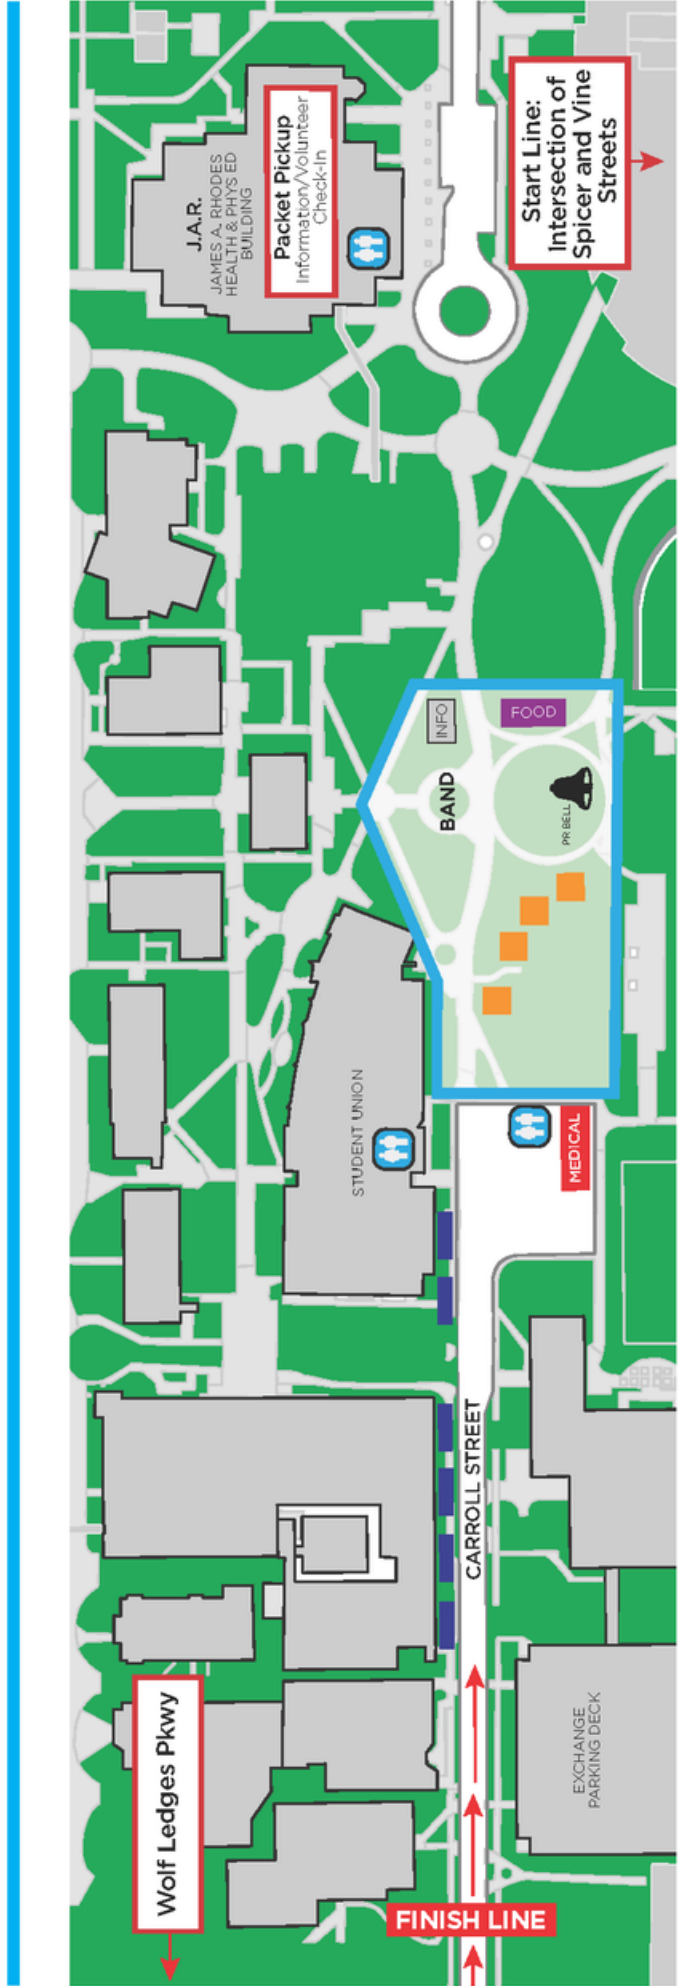 Start Line:
Intersection of
Spicer and Vine
Streets
Packet Pickup
Information/Volunteer
Check-In
J.A.R.
JAMES A. RHODES
HEALTH & PHYS ED
BUILDING
INFO
FOOD
BAND
PR BELL
STUDENT UNION
MEDICAL
CARROLL STREET
EXCHANGE
PARKING DECK
Wolf Ledges Pkwy
FINISH LINE